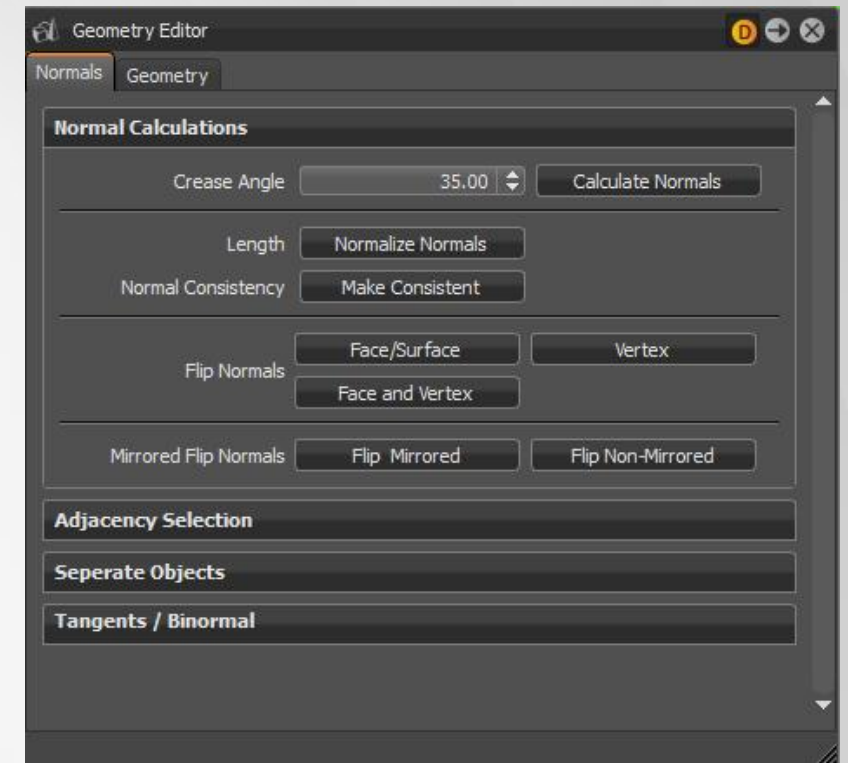 Geometry Editor
D
Normals Geometry
Normal Calculations
Crease Angle 35.00 Calculate Normals
Length Normalize Normals
Normal Consistency Make Consistent
Face/Surface Vertex
Flip Normals
Face and Vertex
Mirrored Flip Normals Flip Mirrored Flip Non-Mirrored
Adjacency Selection
Seperate Objects
Tangents / Binormal